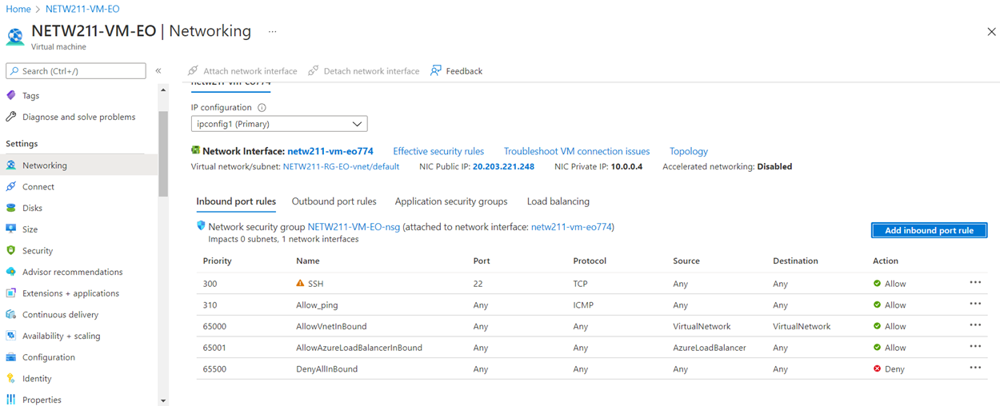 Home > NETW211-VM-EO
NETW211-VM-EO | Networking ...
Virtual machine
Search (Ctrl+/) «
Tags
Diagnose and solve problems
Settings
Networking
Connect
Disks
Size
Security
Advisor recommendations
Extensions + applications
Continuous delivery
Availability + scaling
Configuration
Identity
Properties
Attach network interface Detach network interface Feedback
netw211-vm-eo774
IP configuration
ipconfig1 (Primary)
Network Interface: netw211-vm-eo774 Effective security rules Troubleshoot VM connection issues Topology
Virtual network/subnet: NETW211-RG-EO-vnet/default NIC Public IP: 20.203.221.248 NIC Private IP: 10.0.0.4 Accelerated networking: Disabled
Inbound port rules Outbound port rules Application security groups Load balancing
Network security group NETW211-VM-EO-nsg (attached to network interface: netw211-vm-eo774)
Impacts 0 subnets, 1 network interfaces
Add inbound port rule
Priority Name Port Protocol Source Destination Action
300 SSH 22 TCP Any Any Allow ...
310 Allow_ping Any ICMP Any Any Allow ...
65000 AllowVnetInBound Any Any VirtualNetwork VirtualNetwork Allow ...
65001 AllowAzureLoadBalancerInBound Any Any AzureLoadBalancer Any Allow ...
65500 DenyAllInBound Any Any Any Any Deny ...